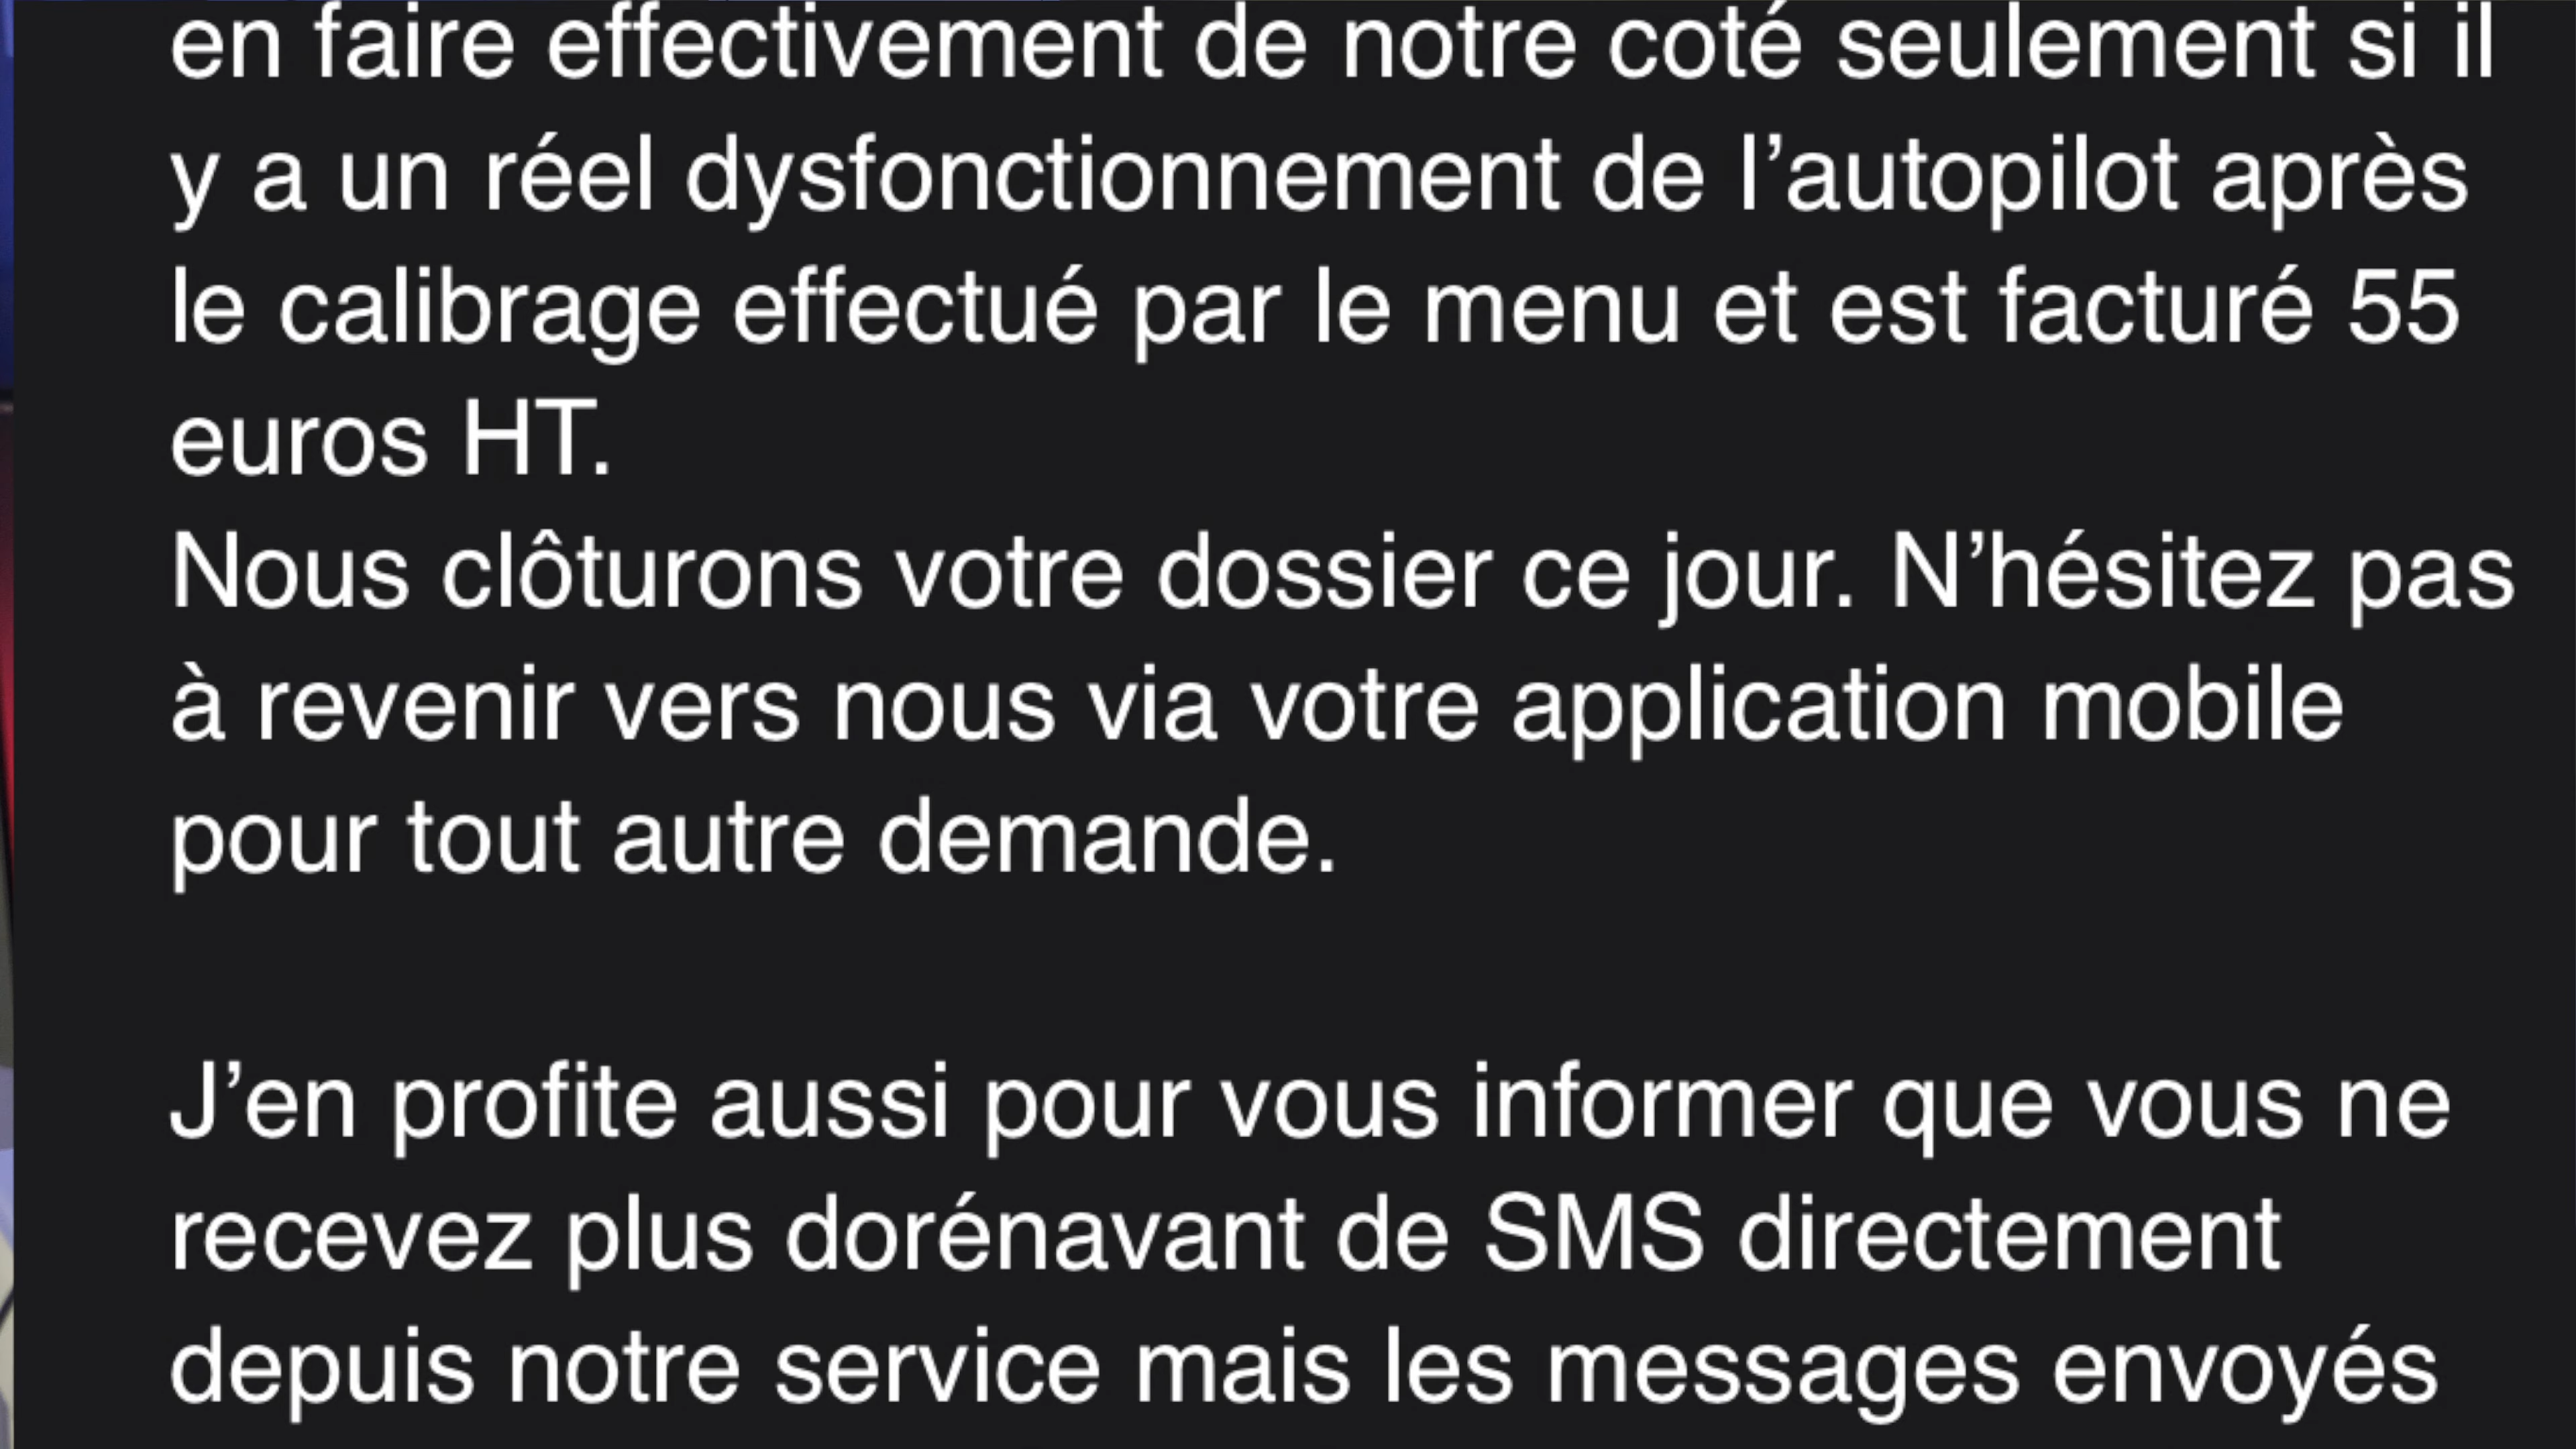 en faire effectivement de notre coté seulement si il
y a un réel dysfonctionnement de l’autopilot après
le calibrage effectué par le menu et est facturé 55
euros HT.
Nous clôturons votre dossier ce jour. N’hésitez pas
à revenir vers nous via votre application mobile
pour tout autre demande.
J’en profite aussi pour vous informer que vous ne
recevez plus dorénavant de SMS directement
depuis notre service mais les messages envoyés